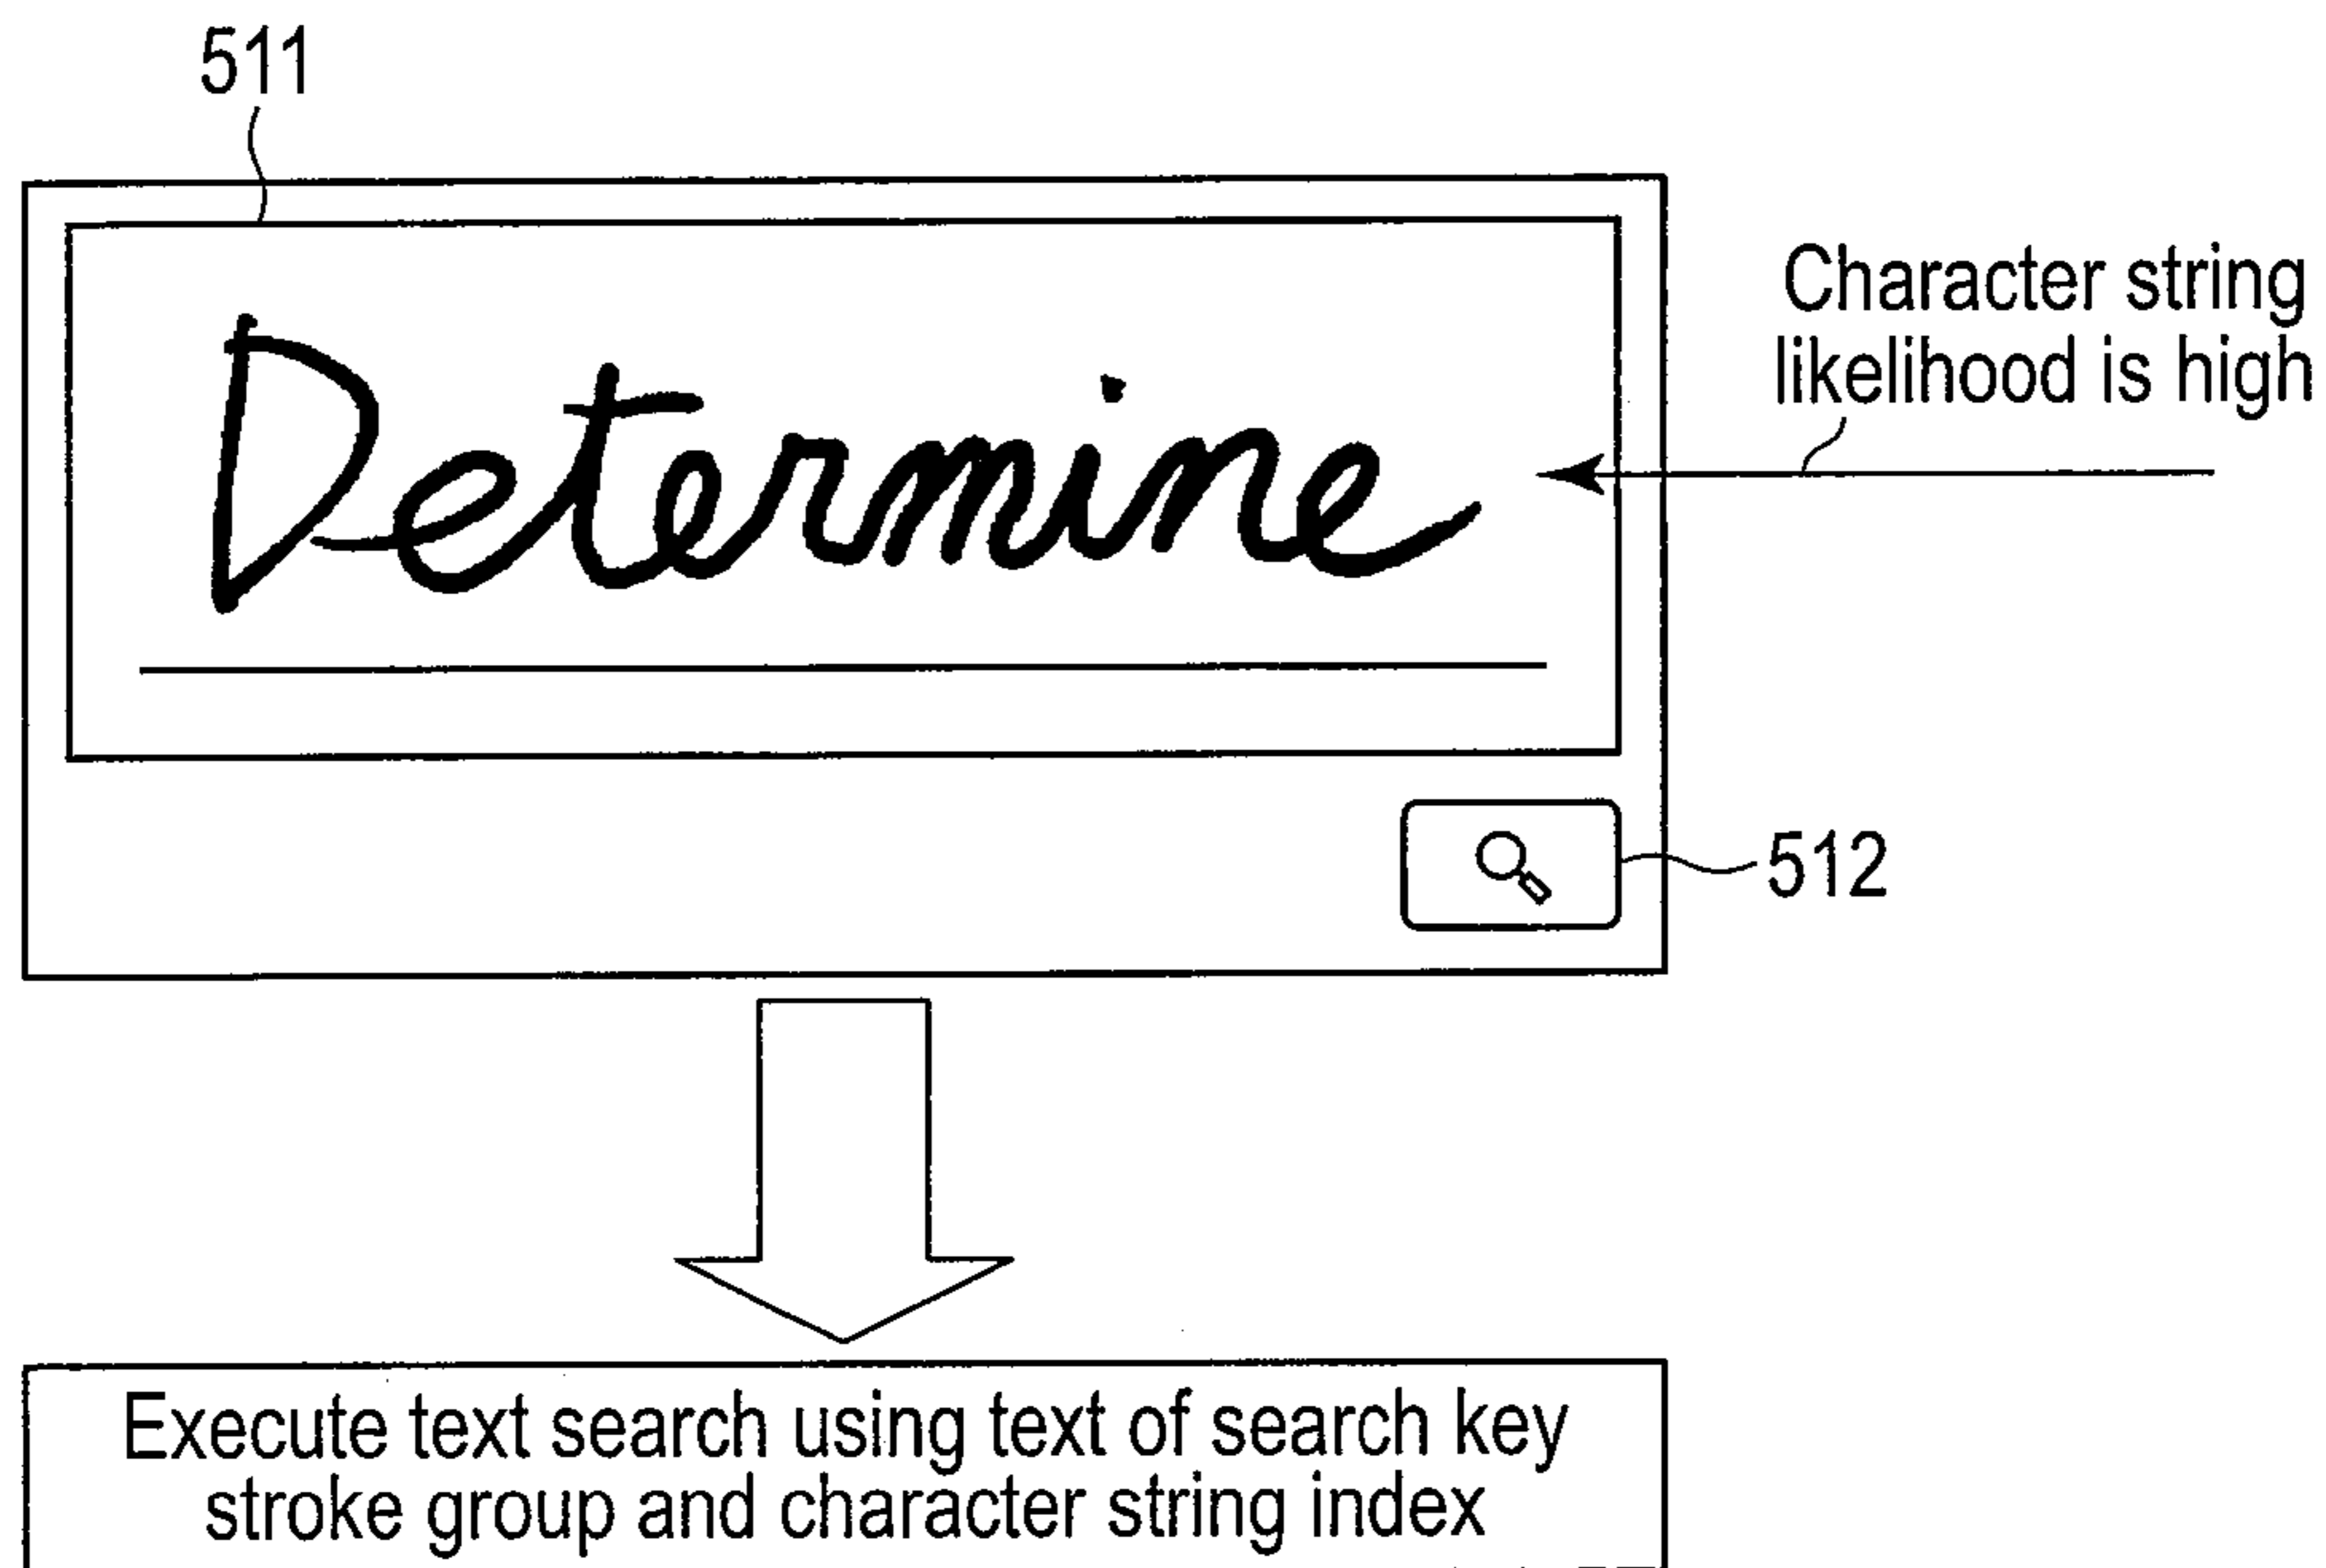 511
Character string
likelihood is high
Determine
512
Execute text search using text of search key
stroke group and character string index